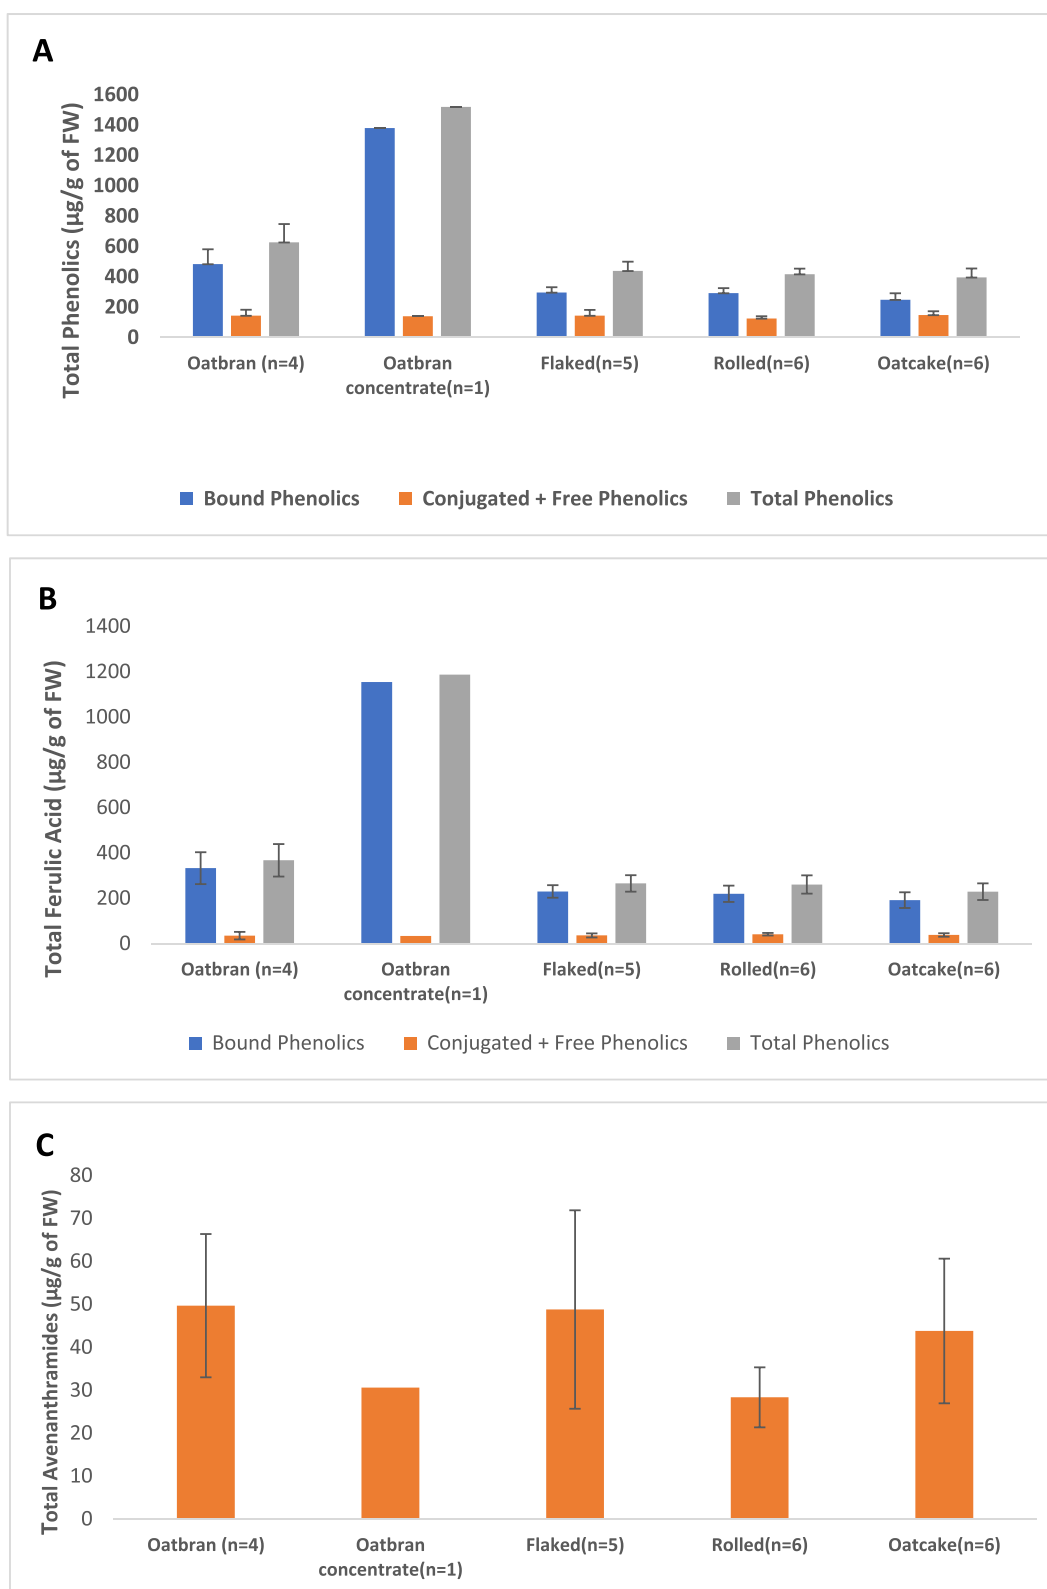 A
Total Phenolics (µg/g of FW)
1600
1400
1200
1000
800
600
400
200
0
Oatbran (n=4)
Oatbran
concentrate(n=1)
Flaked(n=5)
Rolled(n=6)
Oatcake(n=6)
Bound Phenolics
Conjugated + Free Phenolics
Total Phenolics
B
Total Ferulic Acid (µg/g of FW)
1400
1200
1000
800
600
400
200
0
Oatbran (n=4)
Oatbran
concentrate(n=1)
Flaked(n=5)
Rolled(n=6)
Oatcake(n=6)
Bound Phenolics
Conjugated + Free Phenolics
Total Phenolics
C
Total Avenanthramides (µg/g of FW)
80
70
60
50
40
30
20
10
0
Oatbran (n=4)
Oatbran
concentrate(n=1)
Flaked(n=5)
Rolled(n=6)
Oatcake(n=6)